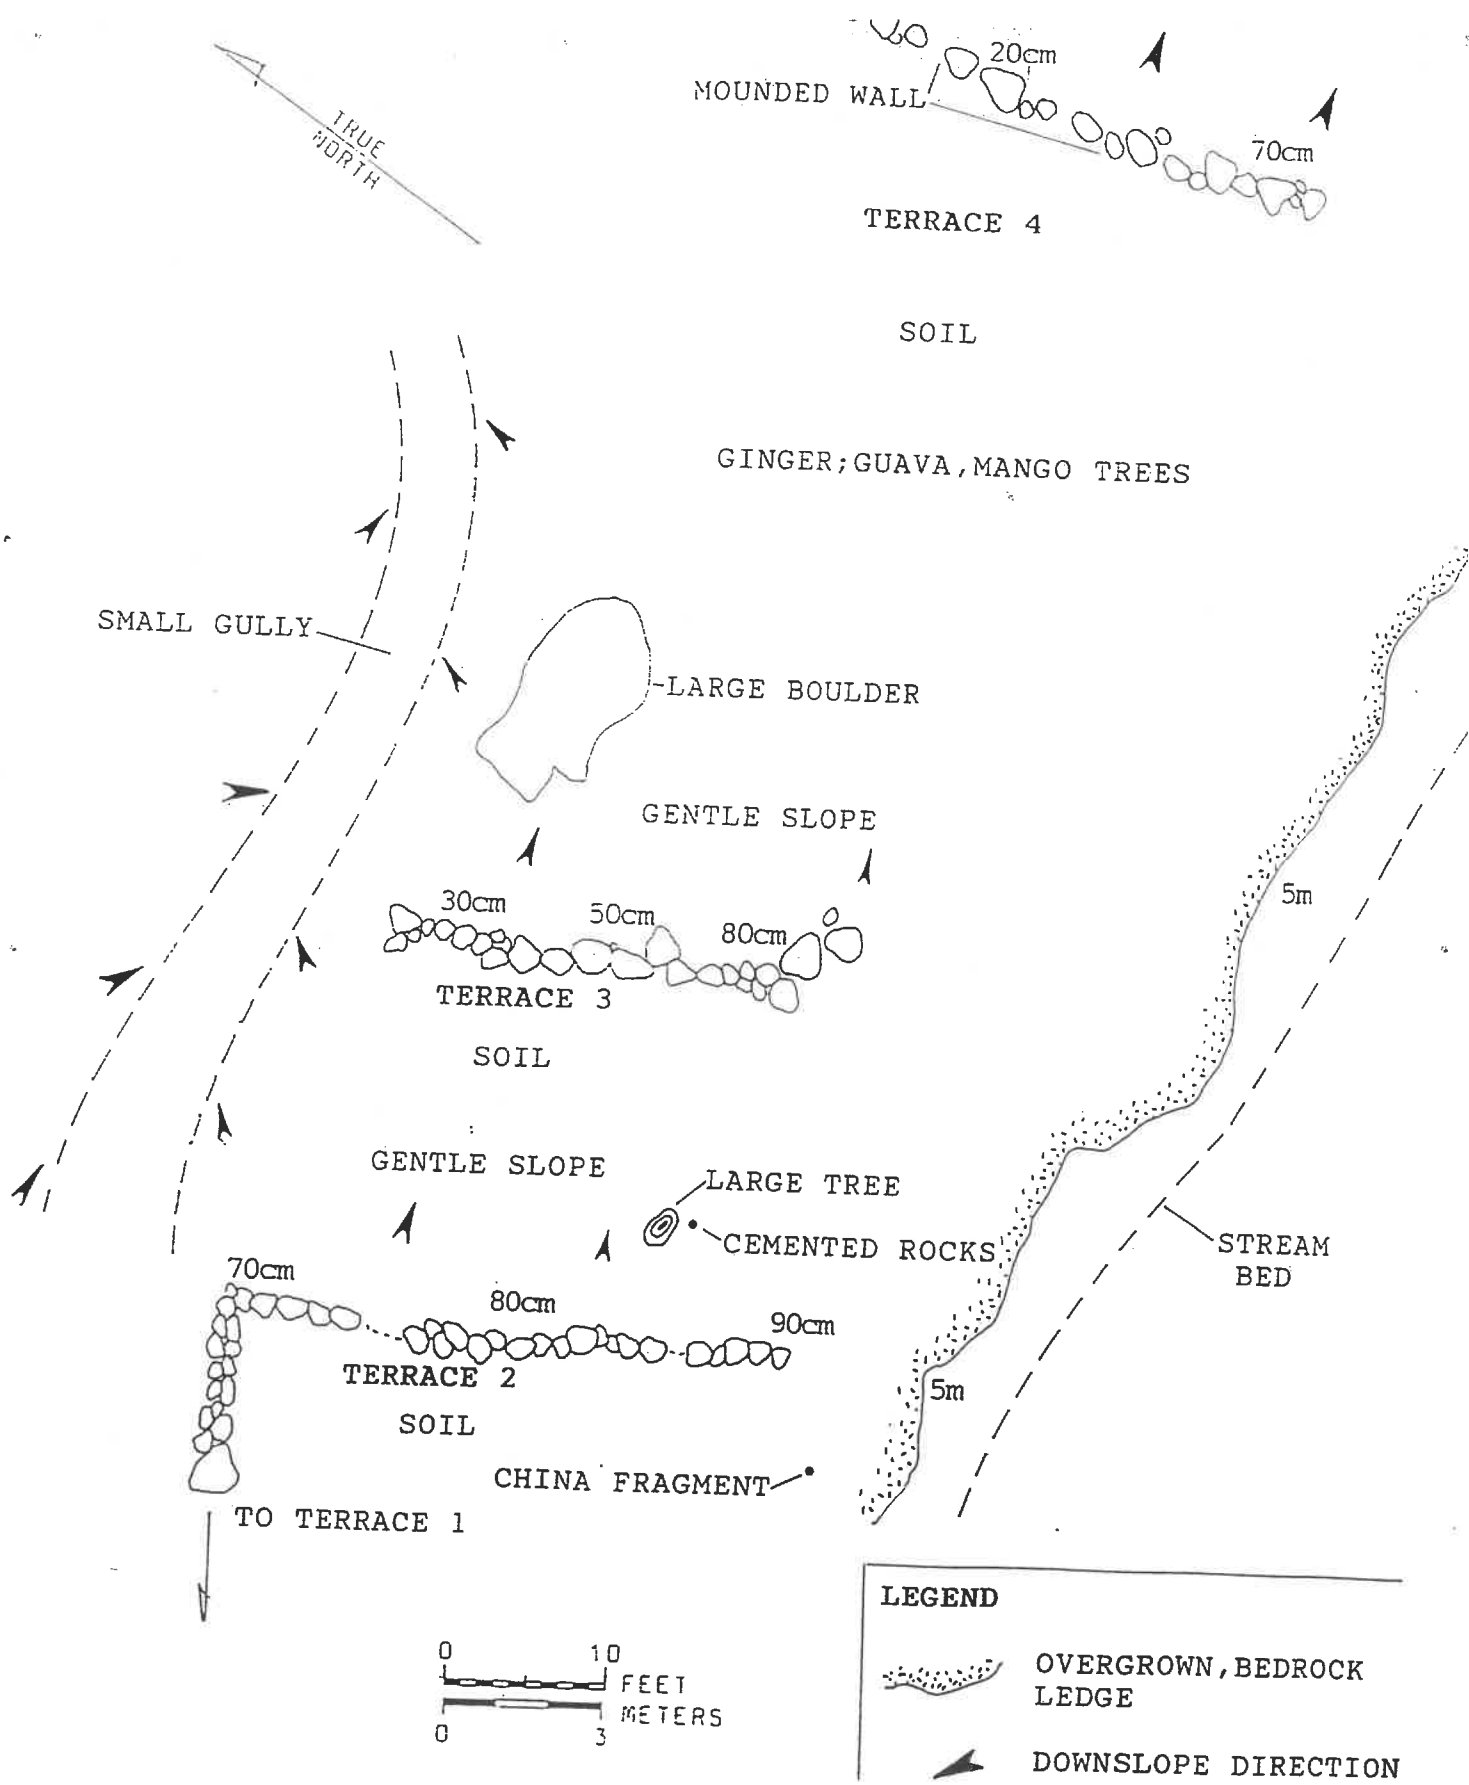 20cm
MOUNDED WALL
TRUE
NORTH
70cm
TERRACE 4
SOIL
GINGER;GUAVA,MANGO TREES
SMALL GULLY
LARGE BOULDER
GENTLE SLOPE
5m
30cm
50cm
80cm
TERRACE 3
SOIL
GENTLE SLOPE
LARGE TREE
CEMENTED ROCKS
STREAM
BED
70cm
80cm
90cm
TERRACE 2
5m
SOIL
CHINA FRAGMENT
TO TERRACE 1
LEGEND
0 10
FEET
METERS
0 3
OVERGROWN,BEDROCK
LEDGE
DOWNSLOPE DIRECTION